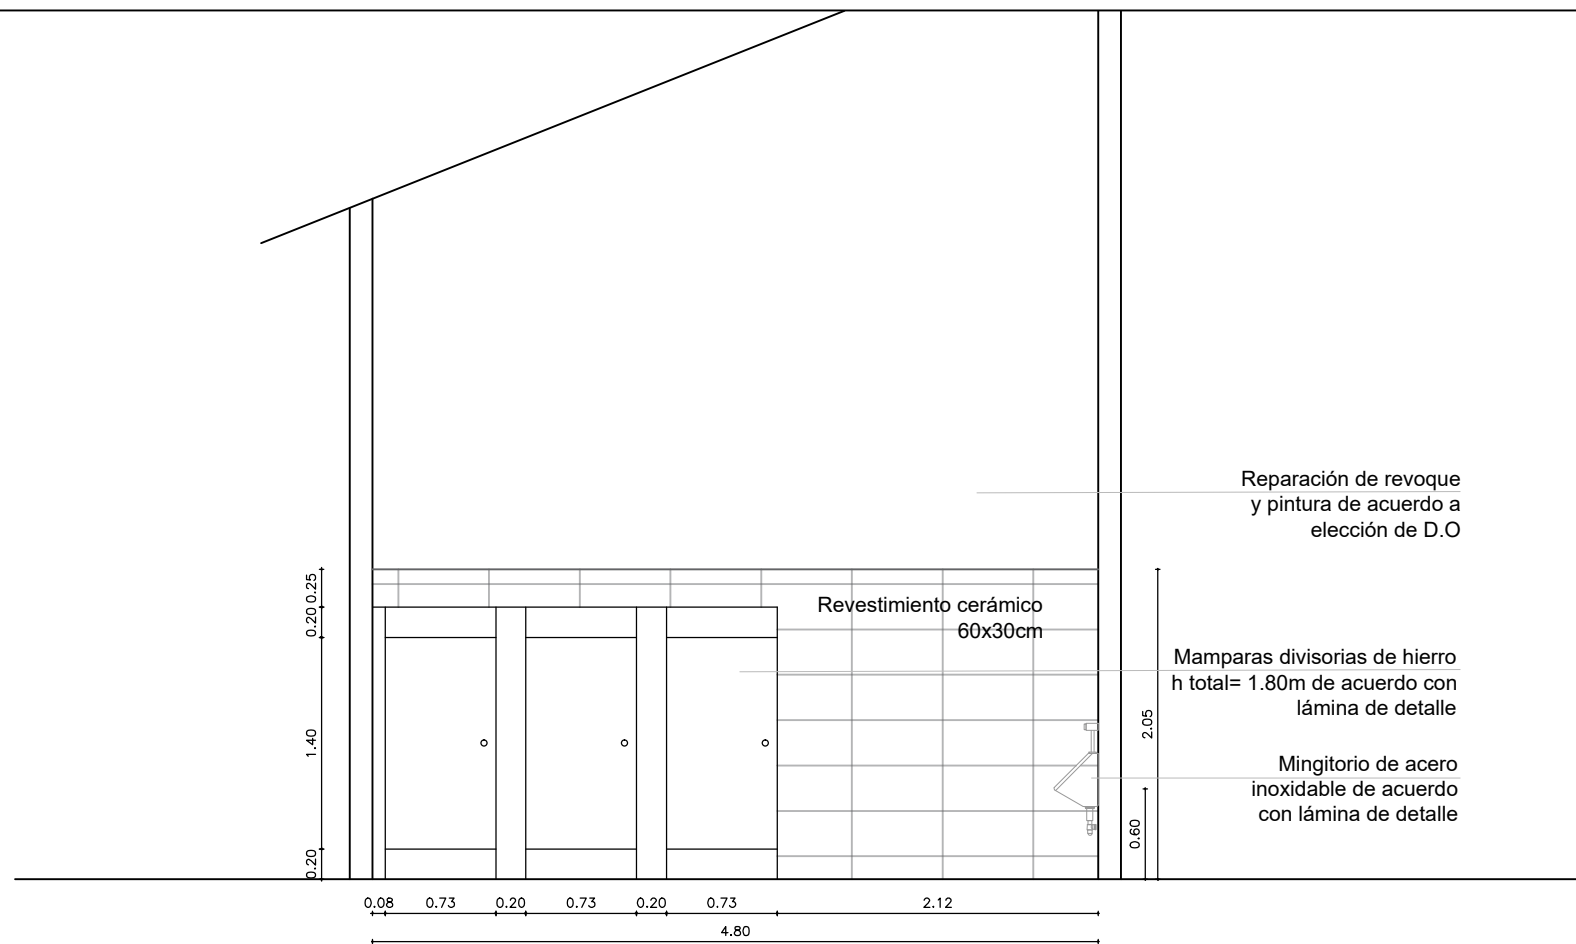 Reparación de revoque
y pintura de acuerdo a
elección de D.O
0.25
0.20
1.40
0.20
Revestimiento cerámico
60x30cm
Mamparas divisorias de hierro
h total= 1.80m de acuerdo con
lámina de detalle
2.05
Mingitorio de acero
inoxidable de acuerdo
con lámina de detalle
0.60
0.08 0.73 0.20 0.73 0.20 0.73 2.12
4.80